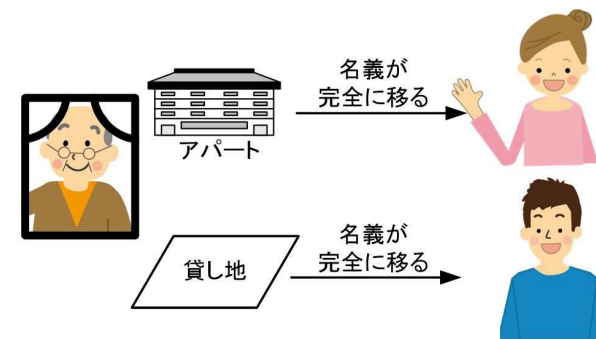 名義が
完全に移る
アパート
名義が
完全に移る
貸し地